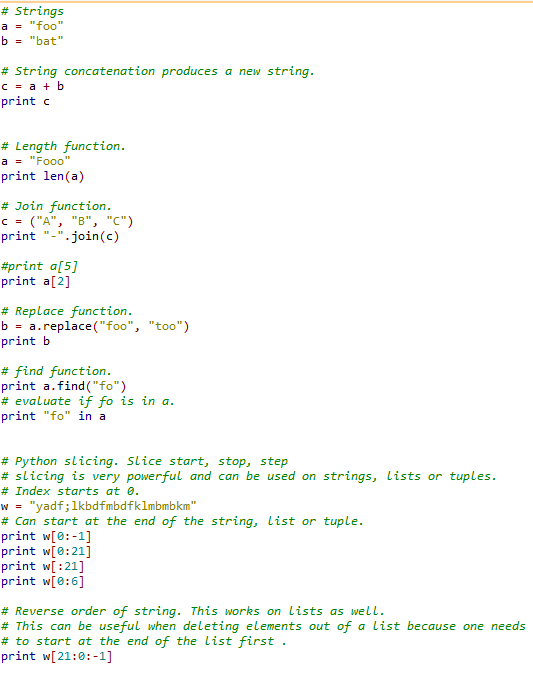 # Strings
a = "foo"
b = "bat"
# String concatenation produces a new string.
c = a + b
print c
# Length function.
a = "Fooo"
print len(a)
# Join function.
c = ("A", "B", "C")
print "-".join(c)
#print a[5]
print a[2]
# Replace function.
b = a.replace("foo", "too")
print b
# find function.
print a.find("fo")
# evaluate if fo is in a.
print "fo" in a
# Python slicing. Slice start, stop, step
# slicing is very powerful and can be used on strings, lists or tuples.
# Index starts at 0.
w = "yadf;lkbdfmbdfklmbmbkm"
# Can start at the end of the string, list or tuple.
print w[0:-1]
print w[0:21]
print w[:21]
print w[0:6]
# Reverse order of string. This works on lists as well.
# This can be useful when deleting elements out of a list because one needs
# to start at the end of the list first .
print w[21:0:-1]